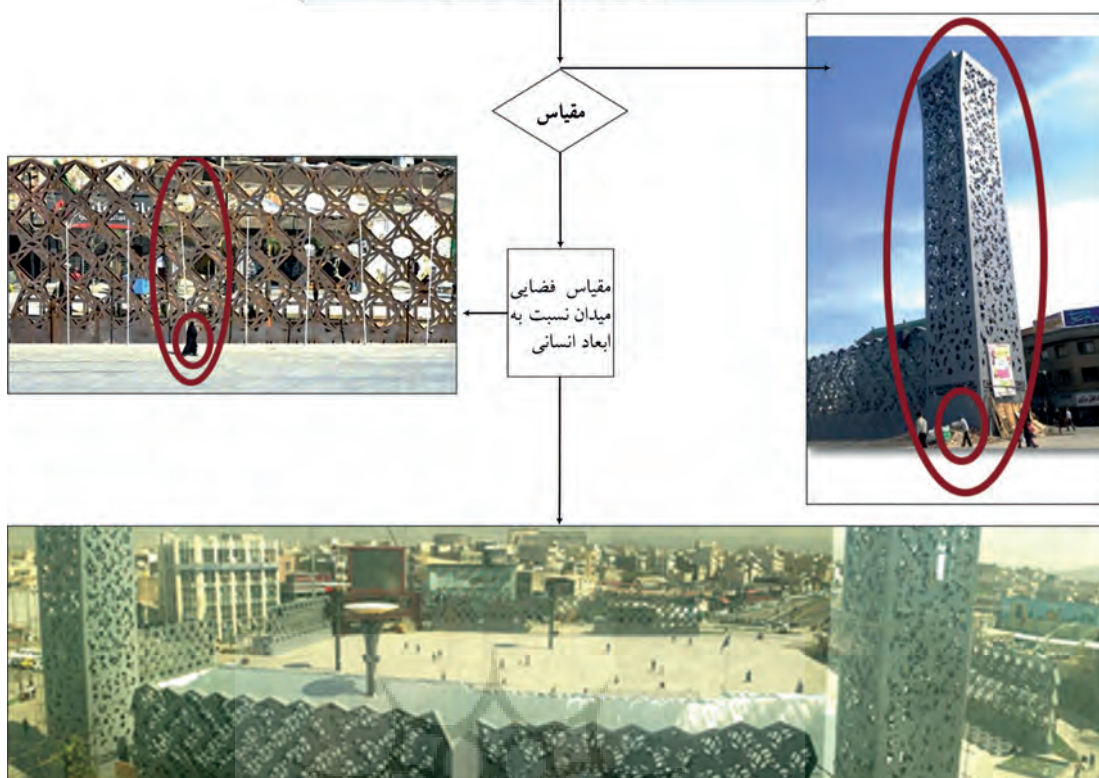 مقیاس
مقیاس فضایی
میدان نسبت به
ابعاد انسانی